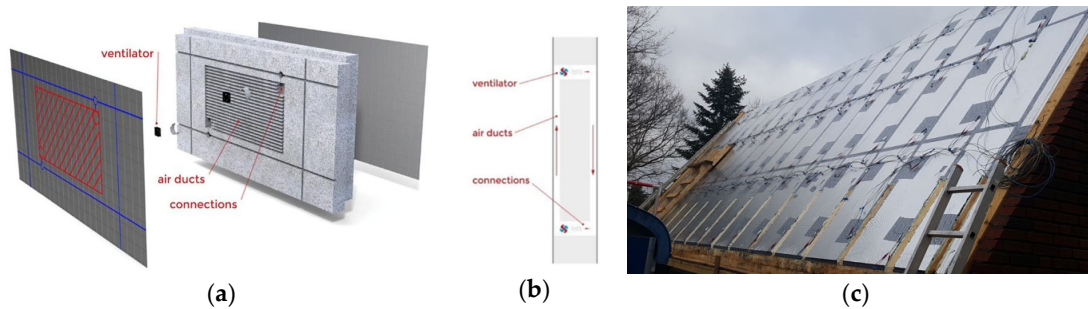 ventilator
air ducts
connections
ventilator
air ducts
connections
(a)
(b)
(c)